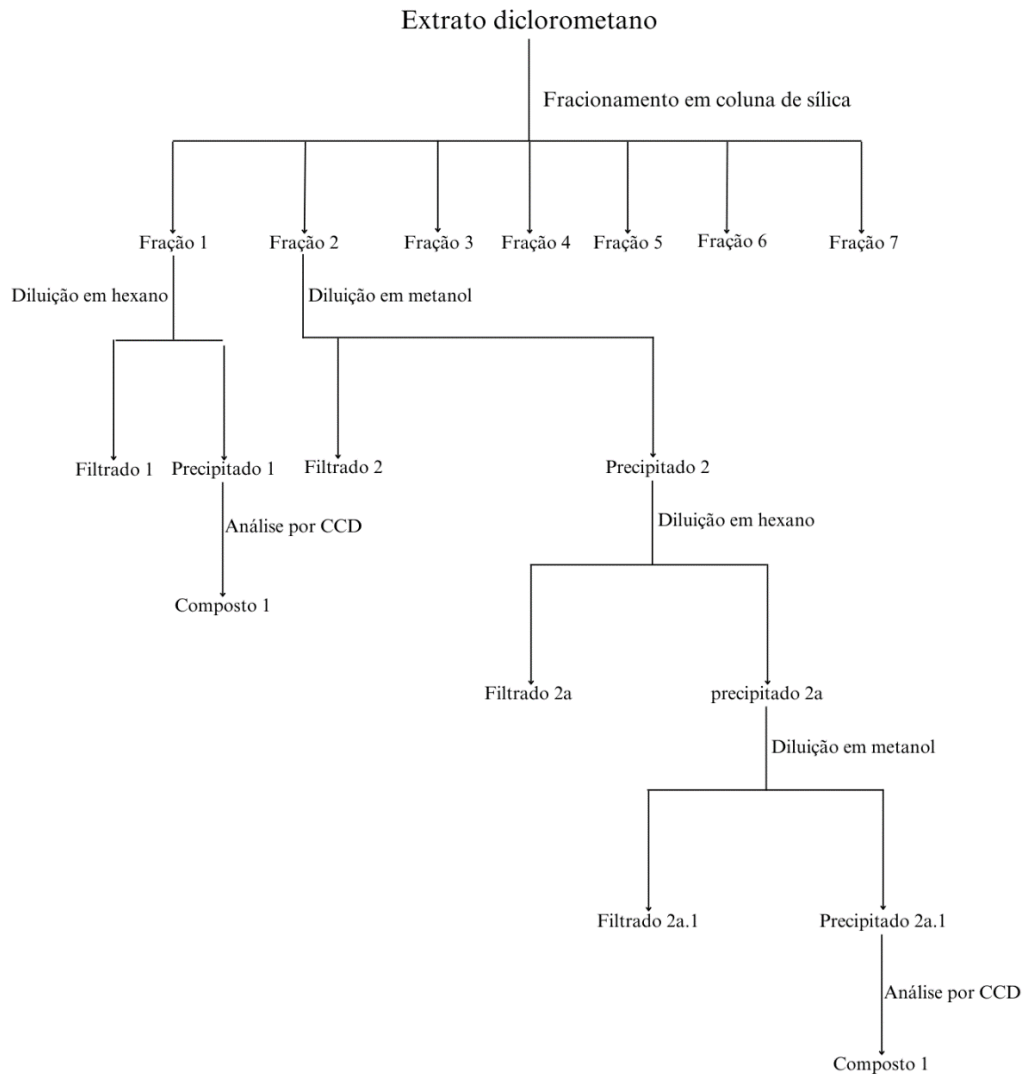 Extrato diclorometano
Fracionamento em coluna de sílica
Fração 1
Fração 2
Fração 3
Fração 4
Fração 5
Fração 6
Fração 7
Diluição em hexano
Diluição em metanol
Filtrado 1
Precipitado 1
Filtrado 2
Precipitado 2
Análise por CCD
Diluição em hexano
Composto 1
Filtrado 2a
precipitado 2a
Diluição em metanol
Filtrado 2a.1
Precipitado 2a.1
Análise por CCD
Composto 1